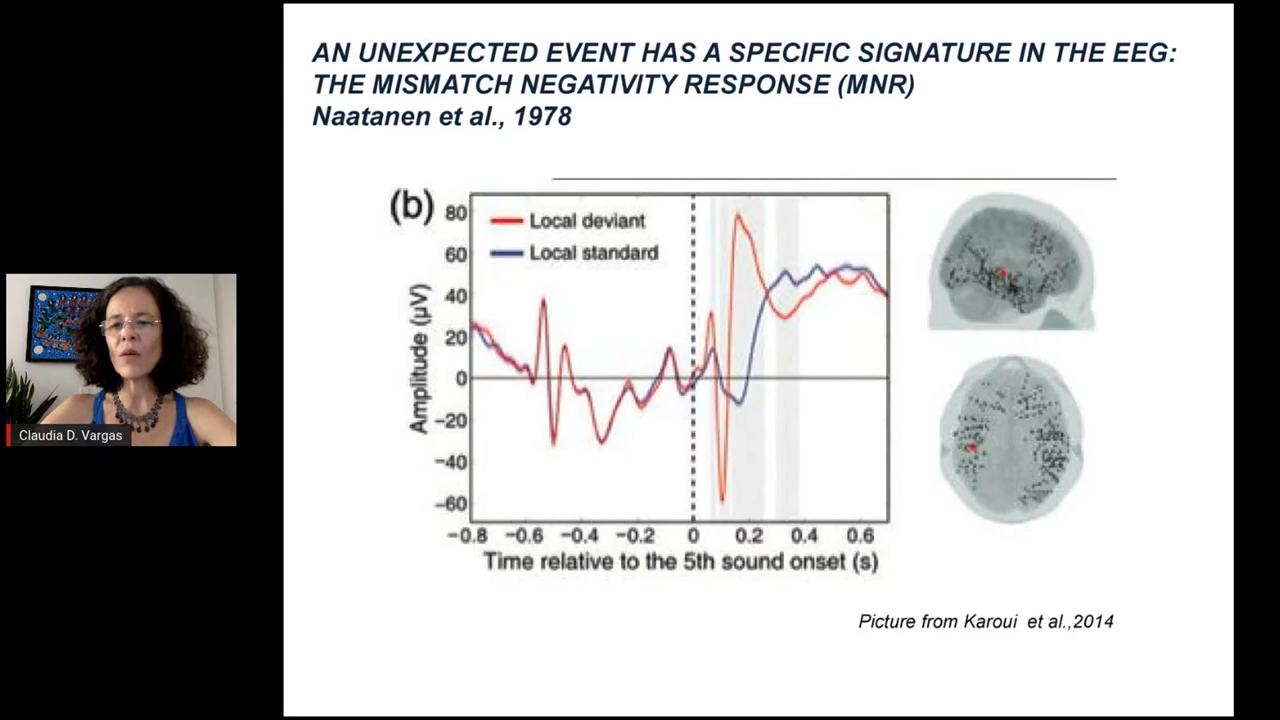 AN UNEXPECTED EVENT HAS A SPECIFIC SIGNATURE IN THE EEG:
THE MISMATCH NEGATIVITY RESPONSE (MNR)
Naatanen et al., 1978
(b)
Local deviant
Local standard
Amplitude (µV)
80
60
40
20
0
−20
−40
−60
−0.8 −0.6 −0.4 −0.2 0 0.2 0.4 0.6
Time relative to the 5th sound onset (s)
Claudia D. Vargas
Picture from Karoui et al.,2014